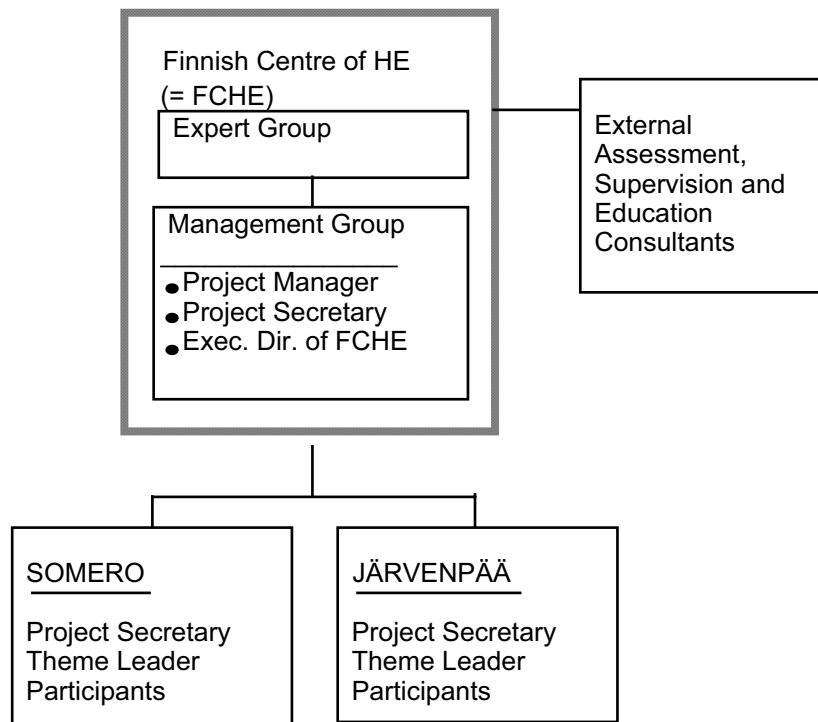 Finnish Centre of HE
(= FCHE)
Expert Group
Management Group
● Project Manager
● Project Secretary
● Exec. Dir. of FCHE
External
Assessment,
Supervision and
Education
Consultants
SOMERO
Project Secretary
Theme Leader
Participants
JÄRVENPÄÄ
Project Secretary
Theme Leader
Participants